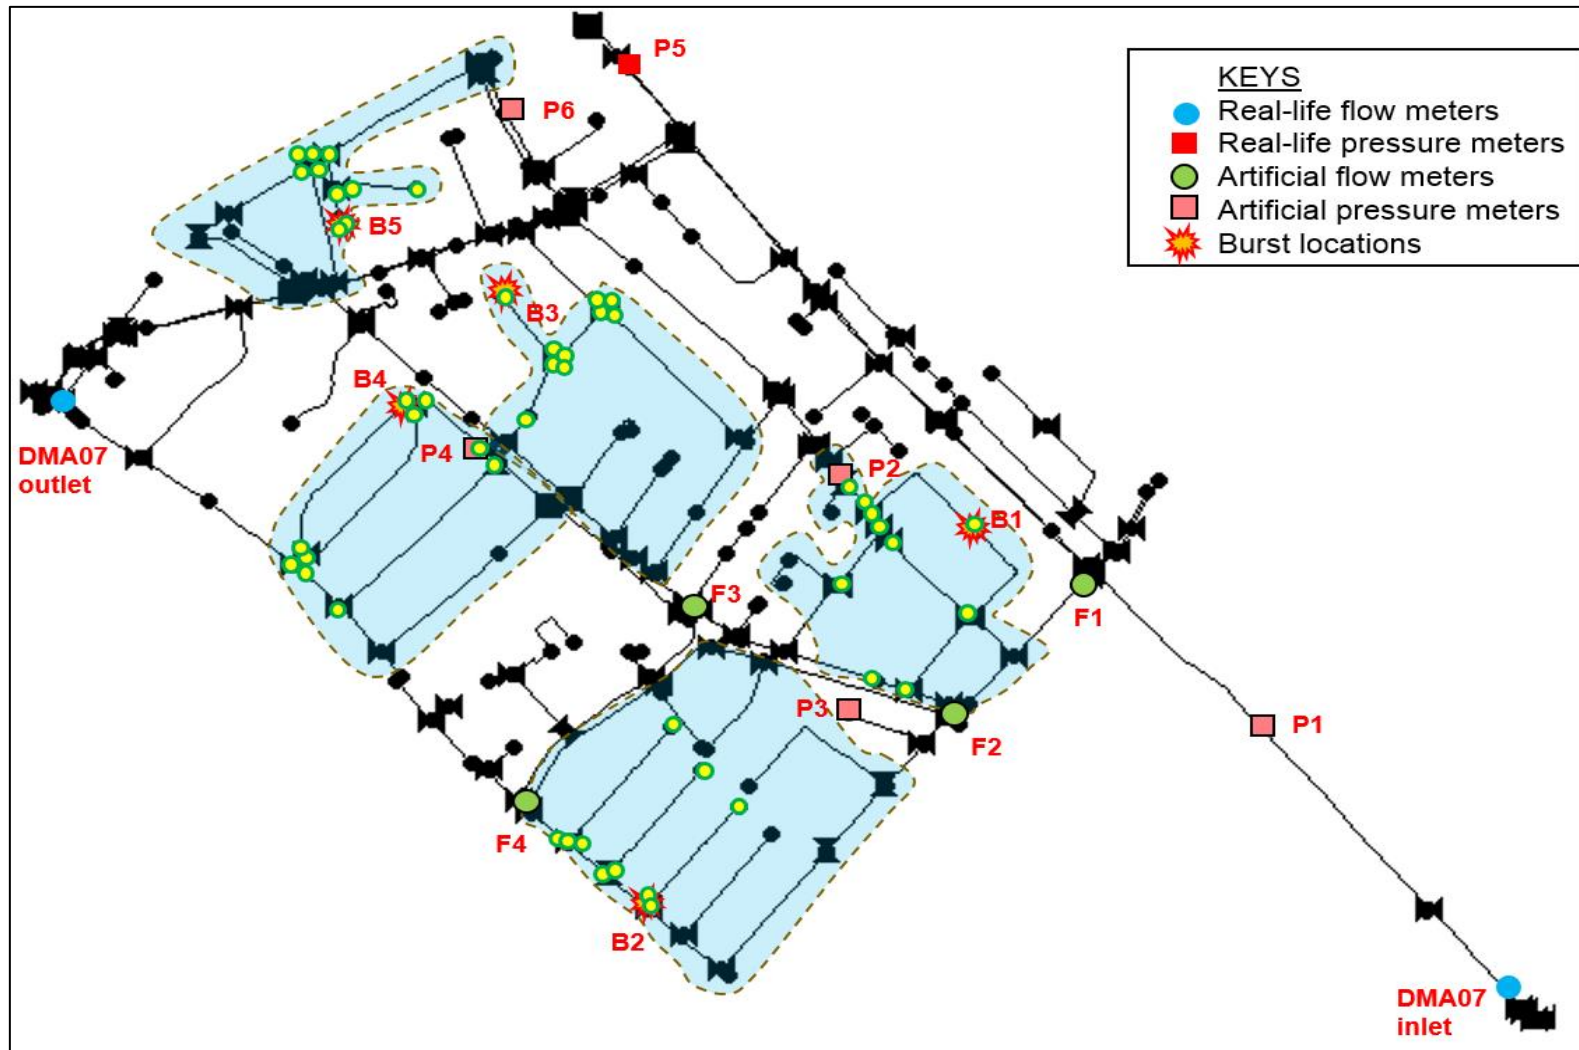 P5
KEYS
Real-life flow meters
Real-life pressure meters
Artificial flow meters
Artificial pressure meters
Burst locations
P6
B5
B3
B4
P4
DMA07
outlet
P2
B1
F3
F1
P3
F2
P1
F4
B2
DMA07
inlet